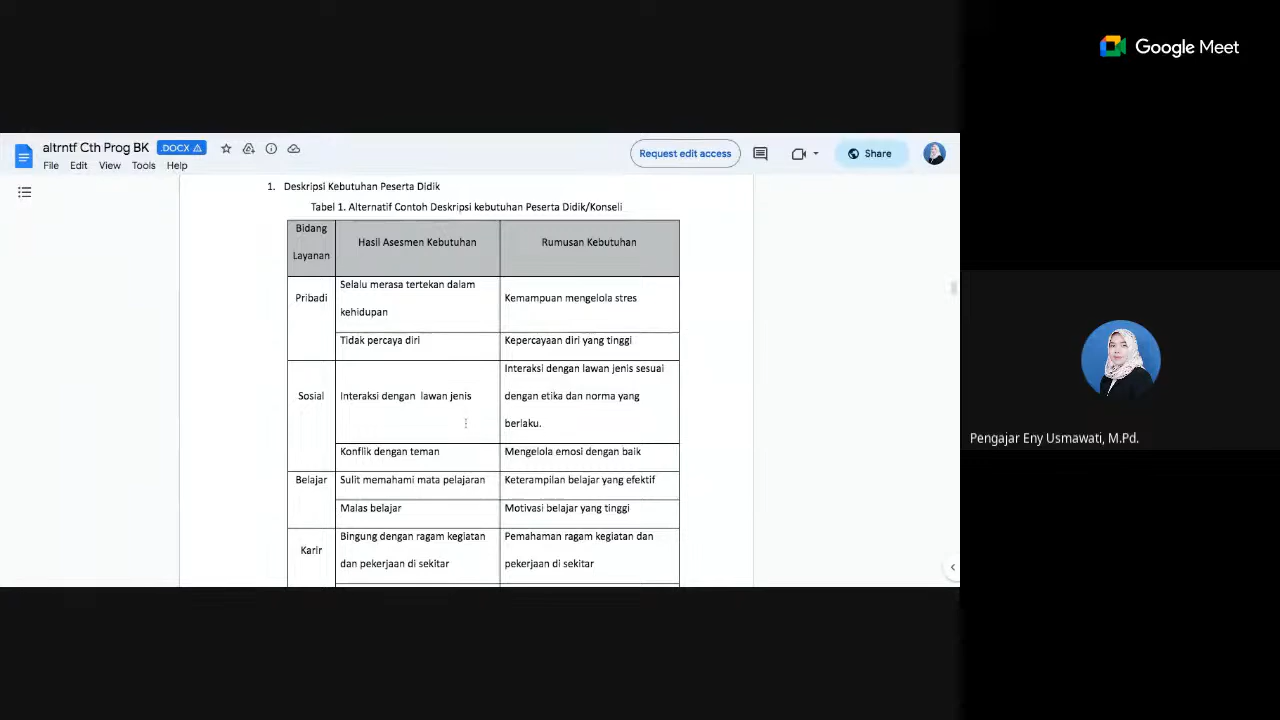 Google Meet
altrntf Cth Prog BK .DOCX
File Edit View Tools Help
Request edit access
Share
1. Deskripsi Kebutuhan Peserta Didik
Tabel 1. Alternatif Contoh Deskripsi kebutuhan Peserta Didik/Konseli
Bidang
Layanan
Hasil Asesmen Kebutuhan
Rumusan Kebutuhan
Pribadi
Selalu merasa tertekan dalam
kehidupan
Kemampuan mengelola stres
Tidak percaya diri
Kepercayaan diri yang tinggi
Sosial
Interaksi dengan lawan jenis
Interaksi dengan lawan jenis sesuai
dengan etika dan norma yang
berlaku.
Konflik dengan teman
Mengelola emosi dengan baik
Belajar
Sulit memahami mata pelajaran
Keterampilan belajar yang efektif
Malas belajar
Motivasi belajar yang tinggi
Karir
Bingung dengan ragam kegiatan
dan pekerjaan di sekitar
Pemahaman ragam kegiatan dan
pekerjaan di sekitar
Pengajar Eny Usmawati, M.Pd.